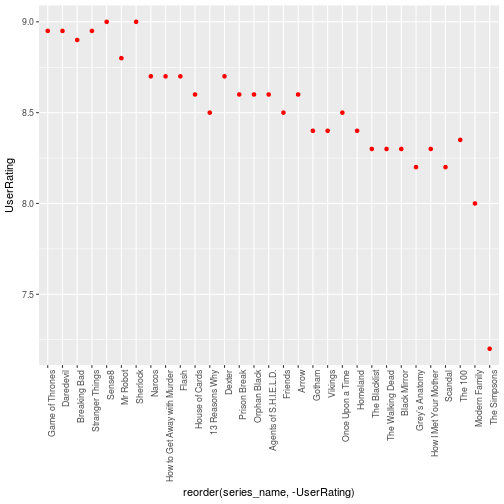 9.0
8.5
8.0
7.5
UserRating
Game of Thrones
Daredevil
Breaking Bad
Stranger Things
Sense8
Mr Robot
Sherlock
Narcos
How to Get Away with Murder
Flash
House of Cards
13 Reasons Why
Dexter
Prison Break
Orphan Black
Agents of S.H.I.E.L.D.
Friends
Arrow
Gotham
Vikings
Once Upon a Time
Homeland
The Blacklist
The Walking Dead
Black Mirror
Grey's Anatomy
How I Met Your Mother
Scandal
The 100
Modern Family
The Simpsons
reorder(series_name, -UserRating)